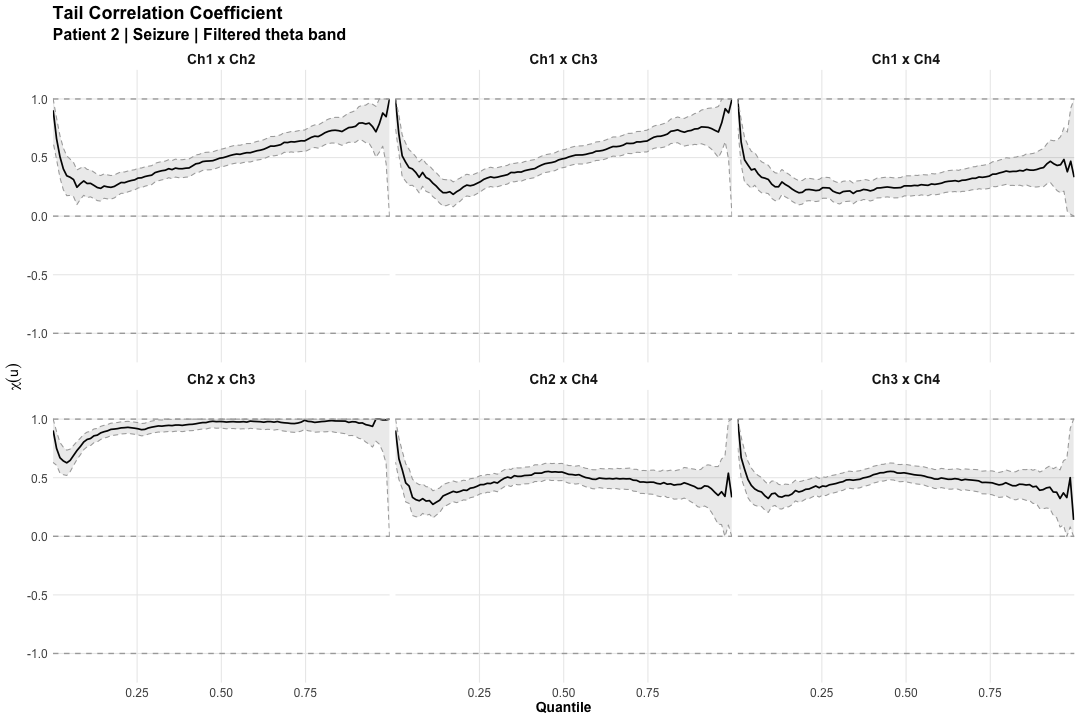 Tail Correlation Coefficient
Patient 2 | Seizure | Filtered theta band
Ch1 x Ch2
Ch1 x Ch3
Ch1 x Ch4
1.0
0.5
0.0
-0.5
-1.0
χ(u)
Ch2 x Ch3
Ch2 x Ch4
Ch3 x Ch4
1.0
0.5
0.0
-0.5
-1.0
0.25 0.50 0.75
0.25 0.50 0.75
0.25 0.50 0.75
Quantile